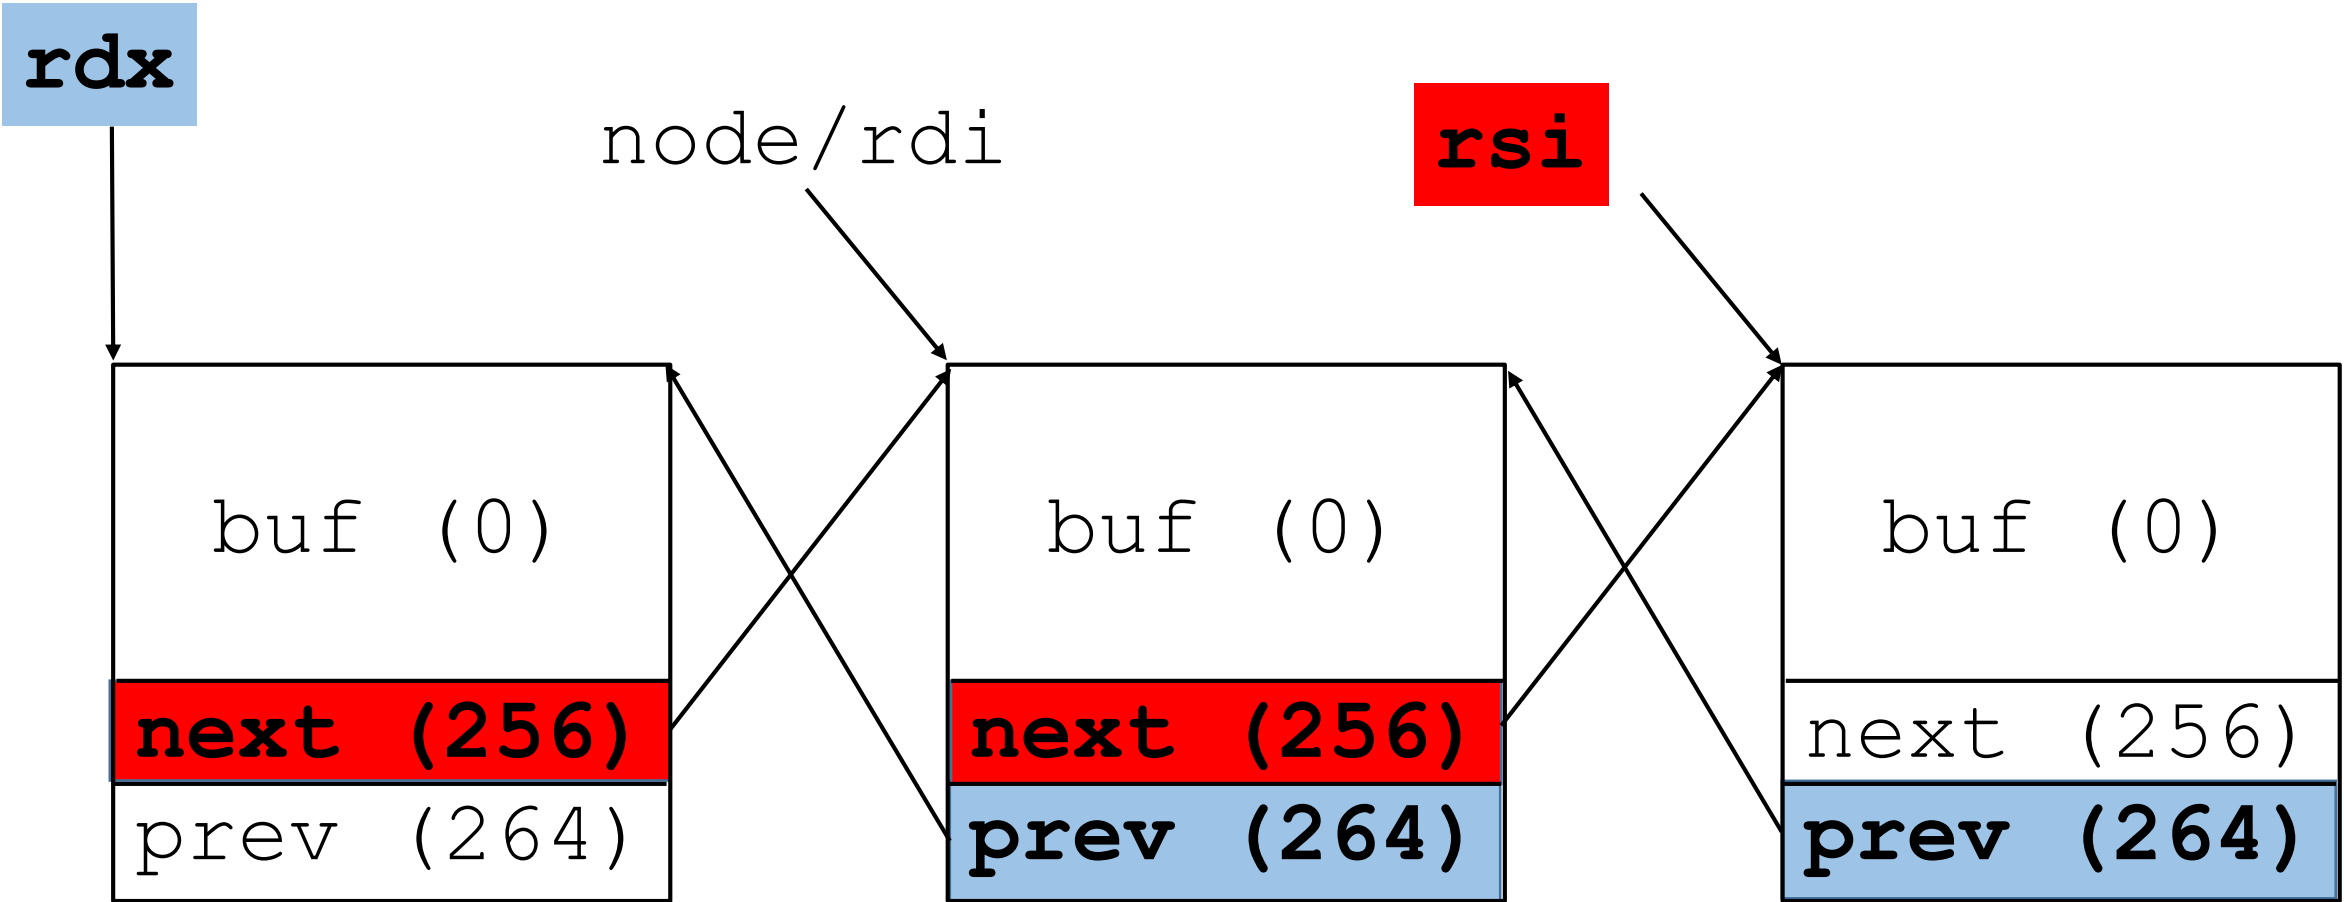 rdx
node/rdi
rsi
buf (0)
buf (0)
buf (0)
next (256)
next (256)
next (256)
prev (264)
prev (264)
prev (264)